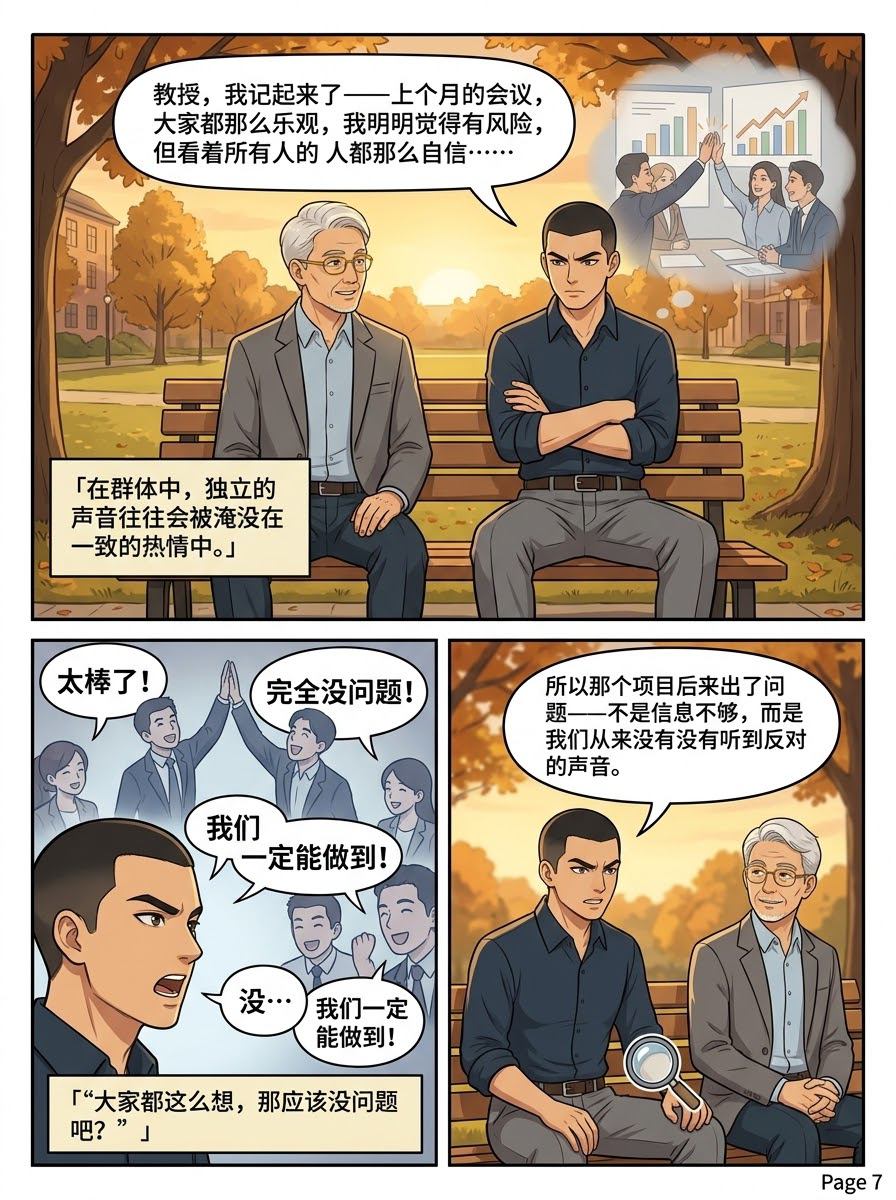 教授，我记起来了——上个月的会议，
大家都那么乐观，我明明觉得有风险，
但看着所有人的 人都那么自信……
「在群体中，独立的
声音往往会被淹没在
一致的热情中。」
太棒了！
完全没问题！
我们
一定能做到！
没…
我们一定
能做到！
「“大家都这么想，那应该没问题
吧？”」
所以那个项目后来出了问
题——不是信息不够，而是
我们从来没有没有听到反对
的声音。
Page 7